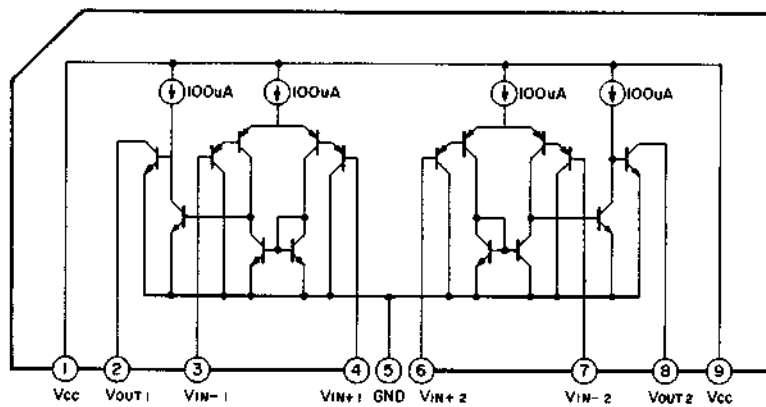 100uA 100uA 100uA 100uA
1 2 3 4 5 6 7 8 9
Vcc VOUT1 VIN-1 VIN+1 GND VIN+2 VIN-2 VOUT2 Vcc